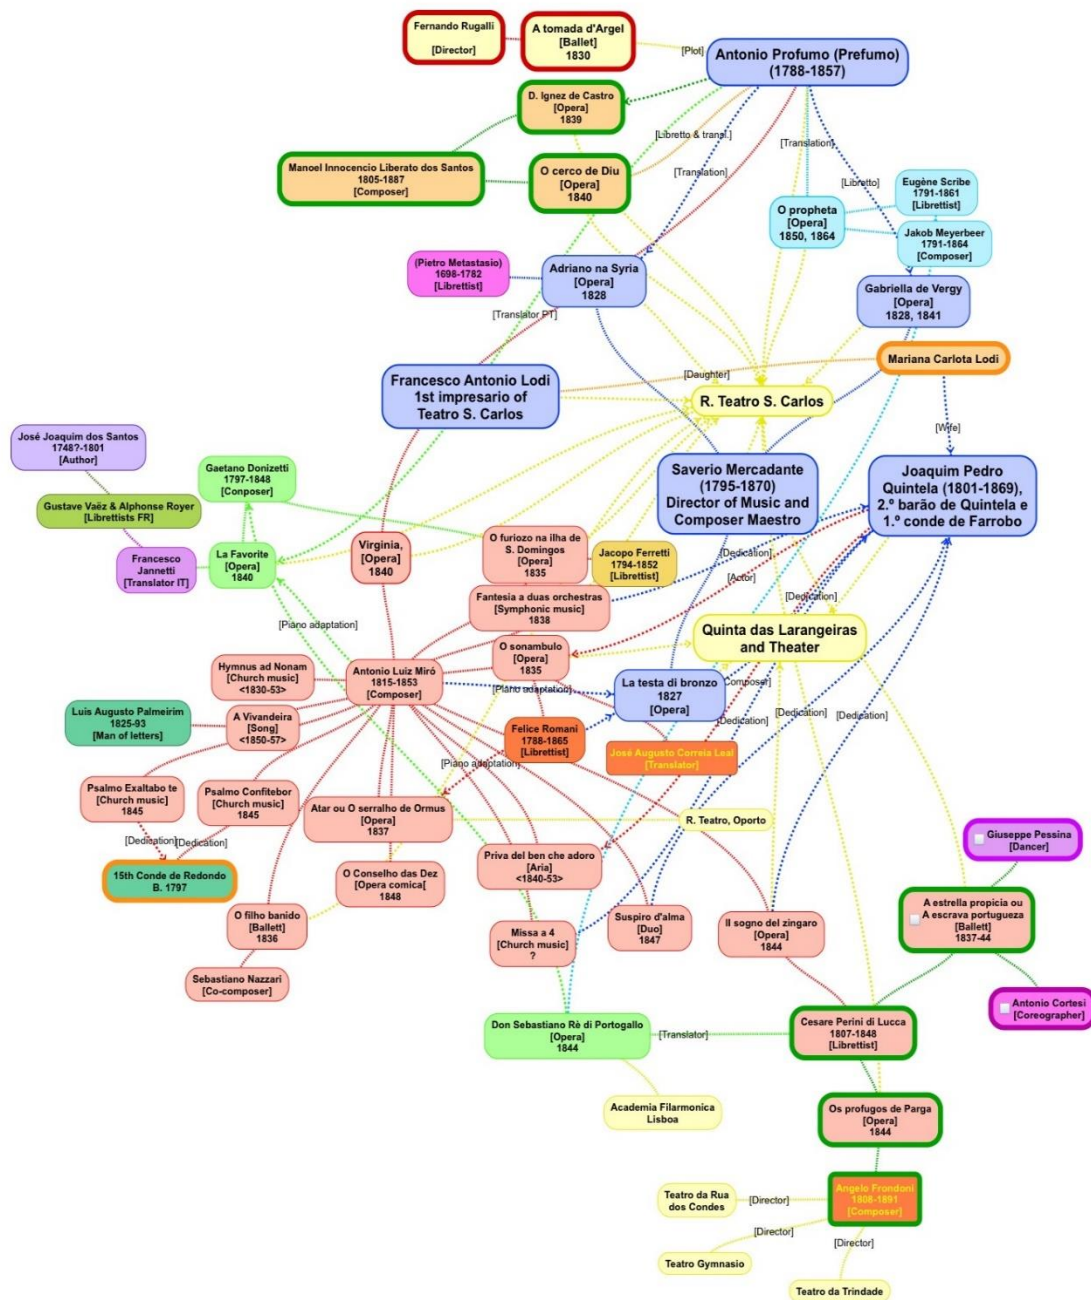 Fernando Rugalli
[Director]
A tomada d'Argel
[Ballet]
1830
[Plot]
Antonio Profumo (Prefumo)
(1788-1857)
D. Ignez de Castro
[Opera]
1839
[Libretto & transl.]
[Translation]
[Translation]
[Libretto]
Manoel Innocencio Liberato dos Santos
1805-1887
[Composer]
O cerco de Diu
[Opera]
1840
Eugène Scribe
1791-1861
[Librettist]
O propheta
[Opera]
1850, 1864
Jakob Meyerbeer
1791-1864
[Composer]
(Pietro Metastasio)
1698-1782
[Librettist]
Adriano na Syria
[Opera]
1828
Gabriella de Vergy
[Opera]
1828, 1841
[Translator PT]
Mariana Carlota Lodi
[Daughter]
Francesco Antonio Lodi
1st impresario of
Teatro S. Carlos
R. Teatro S. Carlos
[Wife]
José Joaquim dos Santos
1748?-1801
[Author]
Gaetano Donizetti
1797-1848
[Conposer]
Saverio Mercadante
(1795-1870)
Director of Music and
Composer Maestro
Joaquim Pedro
Quintela (1801-1869),
2.º barão de Quintela e
1.º conde de Farrobo
Gustave Vaëz & Alphonse Royer
[Librettists FR]
Francesco
Jannetti
[Translator IT]
La Favorite
[Opera]
1840
Virginia,
[Opera]
1840
O furiozo na ilha de
S. Domingos
[Opera]
1835
Jacopo Ferretti
1794-1852
[Librettist]
[Dedication]
[Actor]
Fantesia a duas orchestras
[Symphonic music]
1838
[Dedication]
[Piano adaptation]
Quinta das Larangeiras
and Theater
O sonambulo
[Opera]
1835
Hymnus ad Nonam
[Church music]
<1830-53>
Antonio Luiz Miró
1815-1853
[Composer]
[Piano adaptation]
La testa di bronzo
1827
[Opera]
Composer]
Luis Augusto Palmeirim
1825-93
[Man of letters]
A Vivandeira
[Song]
<1850-57>
Felice Romani
1788-1865
[Librettist]
[Dedication]
[Dedication]
[Dedication]
José Augusto Correia Leal
[Translator]
[Piano adaptation]
Psalmo Exaltabo te
[Church music]
1845
Psalmo Confitebor
[Church music]
1845
Atar ou O serralho de Ormus
[Opera]
1837
R. Teatro, Oporto
[Dedication]
[Dedication]
Giuseppe Pessina
[Dancer]
15th Conde de Redondo
B. 1797
O Conselho das Dez
[Opera comica[
1848
Priva del ben che adoro
[Aria]
<1840-53>
O filho banido
[Ballett]
1836
Missa a 4
[Church music]
?
Suspiro d'alma
[Duo]
1847
Il sogno del zingaro
[Opera]
1844
A estrella propicia ou
A escrava portugueza
[Ballett]
1837-44
Sebastiano Nazzari
[Co-composer]
Antonio Cortesi
[Coreographer]
Don Sebastiano Rè di Portogallo
[Opera]
1844
[Translator]
Cesare Perini di Lucca
1807-1848
[Librettist]
Academia Filarmonica
Lisboa
Os profugos de Parga
[Opera]
1844
Teatro da Rua
dos Condes
[Director]
Angelo Frondoni
1808-1891
[Composer]
[Director]
[Director]
Teatro Gymnasio
Teatro da Trindade